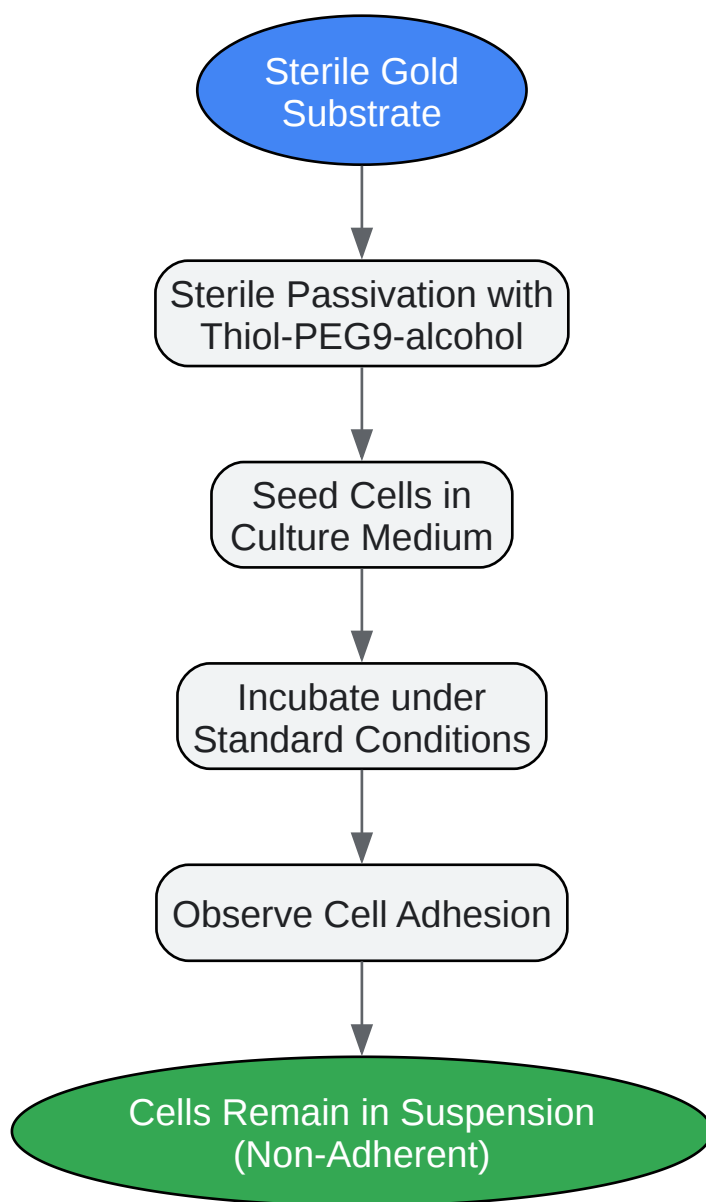 Sterile Gold
Substrate
Sterile Passivation with
Thiol-PEG9-alcohol
Seed Cells in
Culture Medium
Incubate under
Standard Conditions
Observe Cell Adhesion
Cells Remain in Suspension
(Non-Adherent)